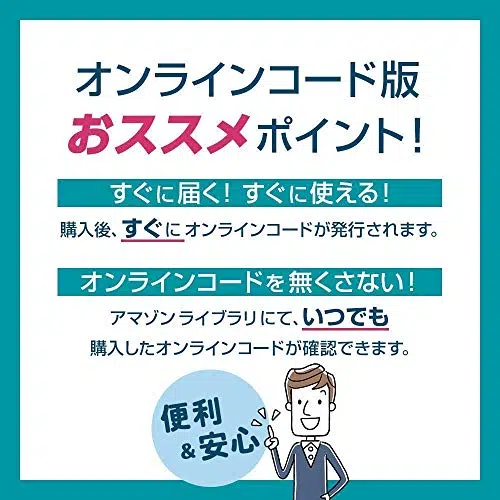 オンラインコード版
おススメポイント！
すぐに届く！すぐに使える！
購入後、すぐにオンラインコードが発行されます。
オンラインコードを無くさない！
アマゾンライブラリにて、いつでも
購入したオンラインコードが確認できます。
便利
&安心